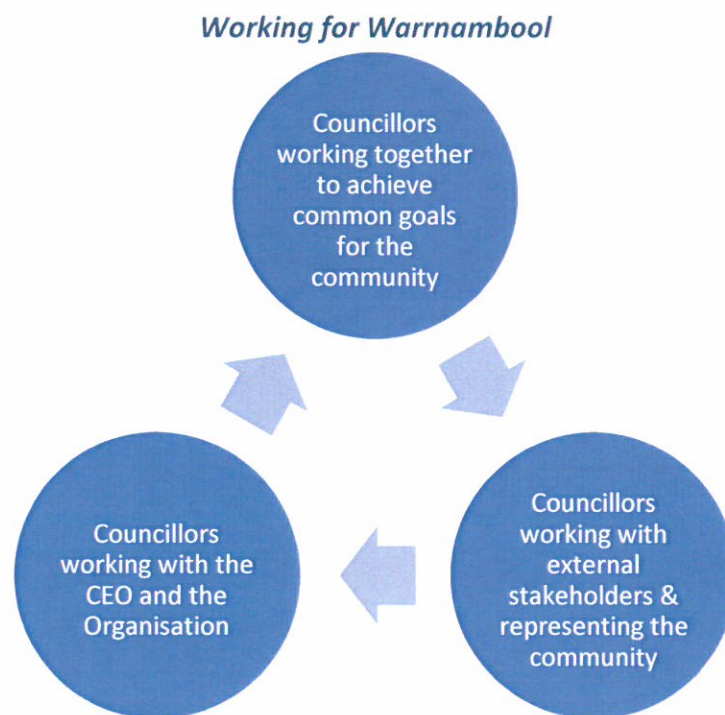 Working for Warrnambool
Councillors
working together
to achieve
common goals
for the
community
Councillors
working with
external
stakeholders &
representing the
community
Councillors
working with the
CEO and the
Organisation